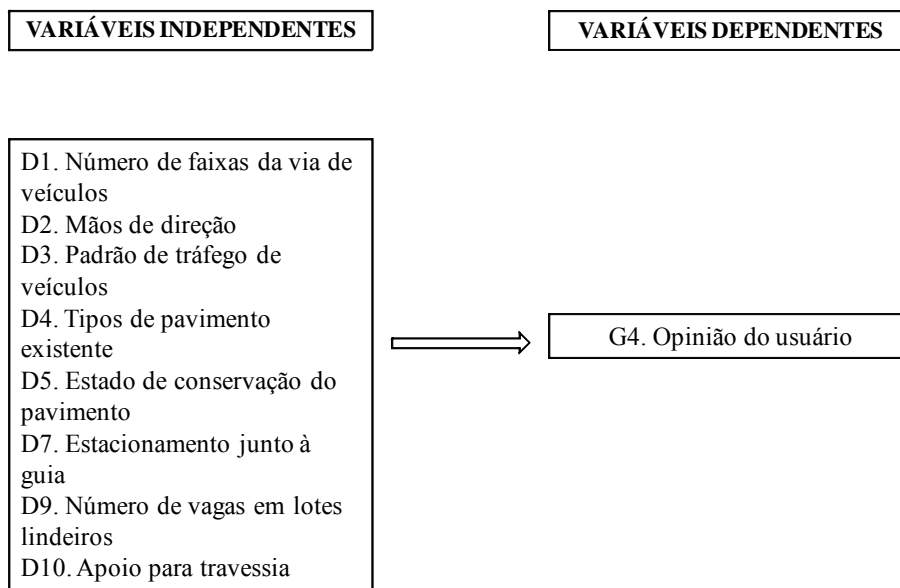 VARIÁVEIS INDEPENDENTES
VARIÁVEIS DEPENDENTES
D1. Número de faixas da via de
veículos
D2. Mãos de direção
D3. Padrão de tráfego de
veículos
D4. Tipos de pavimento
existente
D5. Estado de conservação do
pavimento
D7. Estacionamento junto à
guia
D9. Número de vagas em lotes
lindeiros
D10. Apoio para travessia
G4. Opinião do usuário